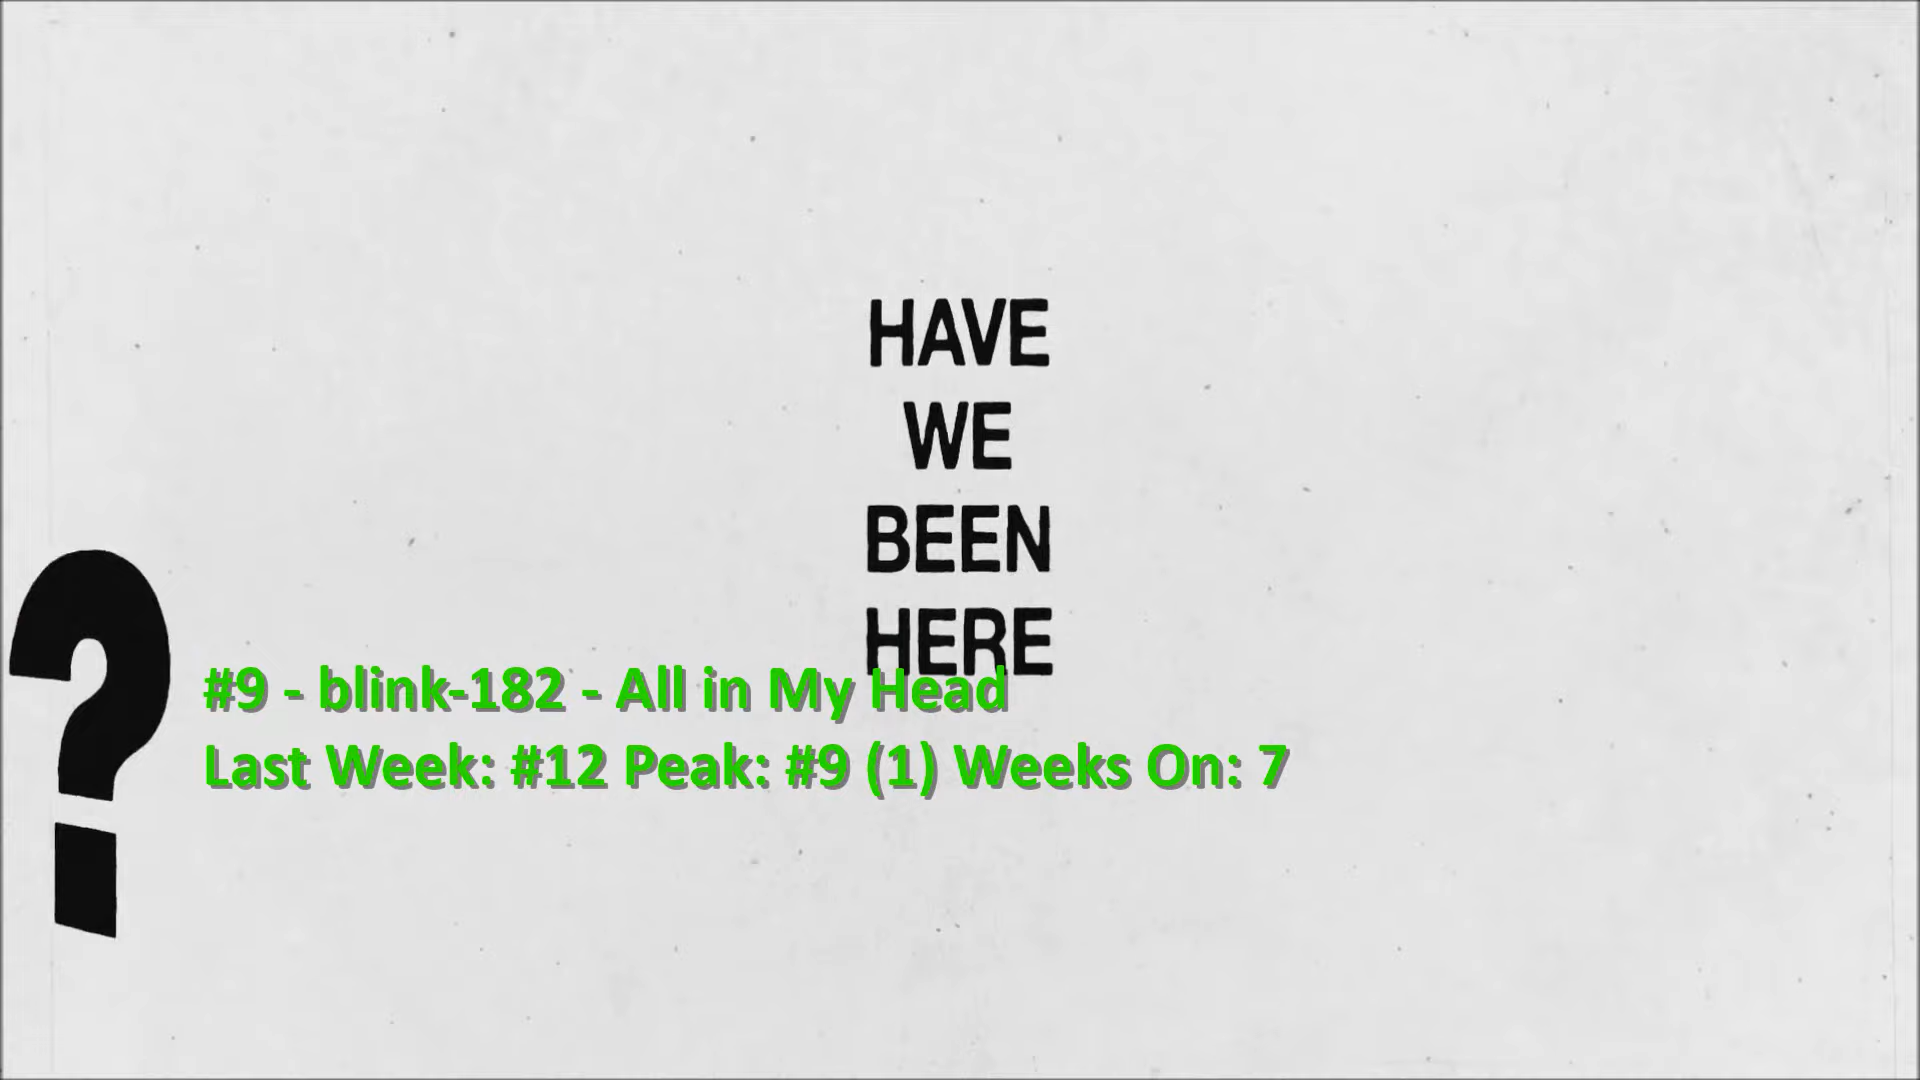 HAVE
WE
BEEN
HERE
?
#9 - blink-182 - All in My Head
Last Week: #12 Peak: #9 (1) Weeks On: 7